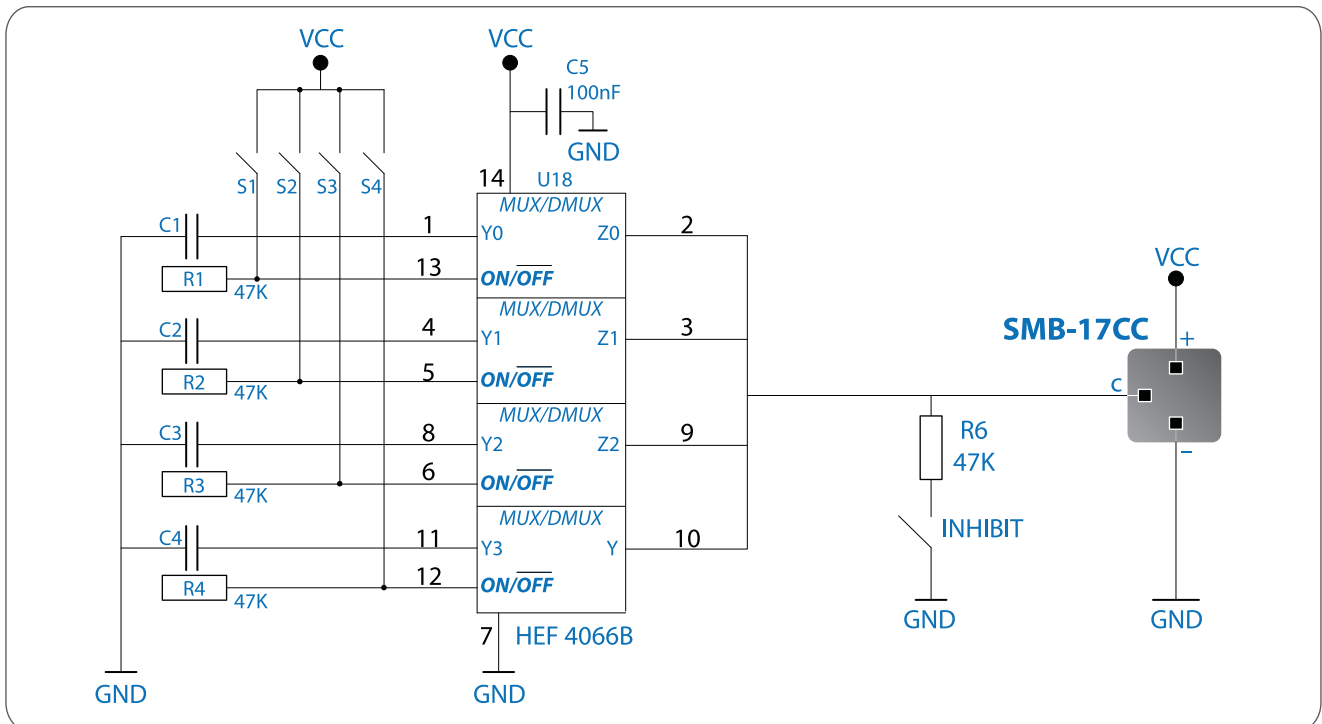 VCC
VCC
C5
100nF
GND
S1
S2
S3
S4
14
U18
MUX/DMUX
C1
1
Y0
Z0
2
R1
47K
13
ON/OFF
MUX/DMUX
C2
4
Y1
Z1
3
R2
47K
5
ON/OFF
MUX/DMUX
C3
8
Y2
Z2
9
R3
47K
6
ON/OFF
MUX/DMUX
C4
11
Y3
Y
10
R4
47K
12
ON/OFF
7
HEF 4066B
GND
GND
VCC
SMB-17CC
+
C
–
R6
47K
INHIBIT
GND
GND